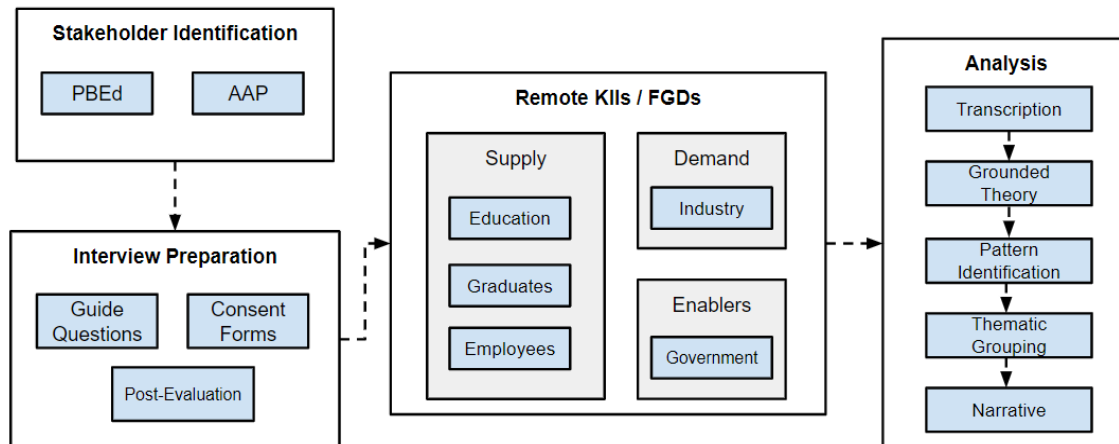 Stakeholder Identification
PBEd
AAP
Interview Preparation
Guide
Questions
Consent
Forms
Post-Evaluation
Remote KIIs / FGDs
Supply
Education
Graduates
Employees
Demand
Industry
Enablers
Government
Analysis
Transcription
Grounded
Theory
Pattern
Identification
Thematic
Grouping
Narrative